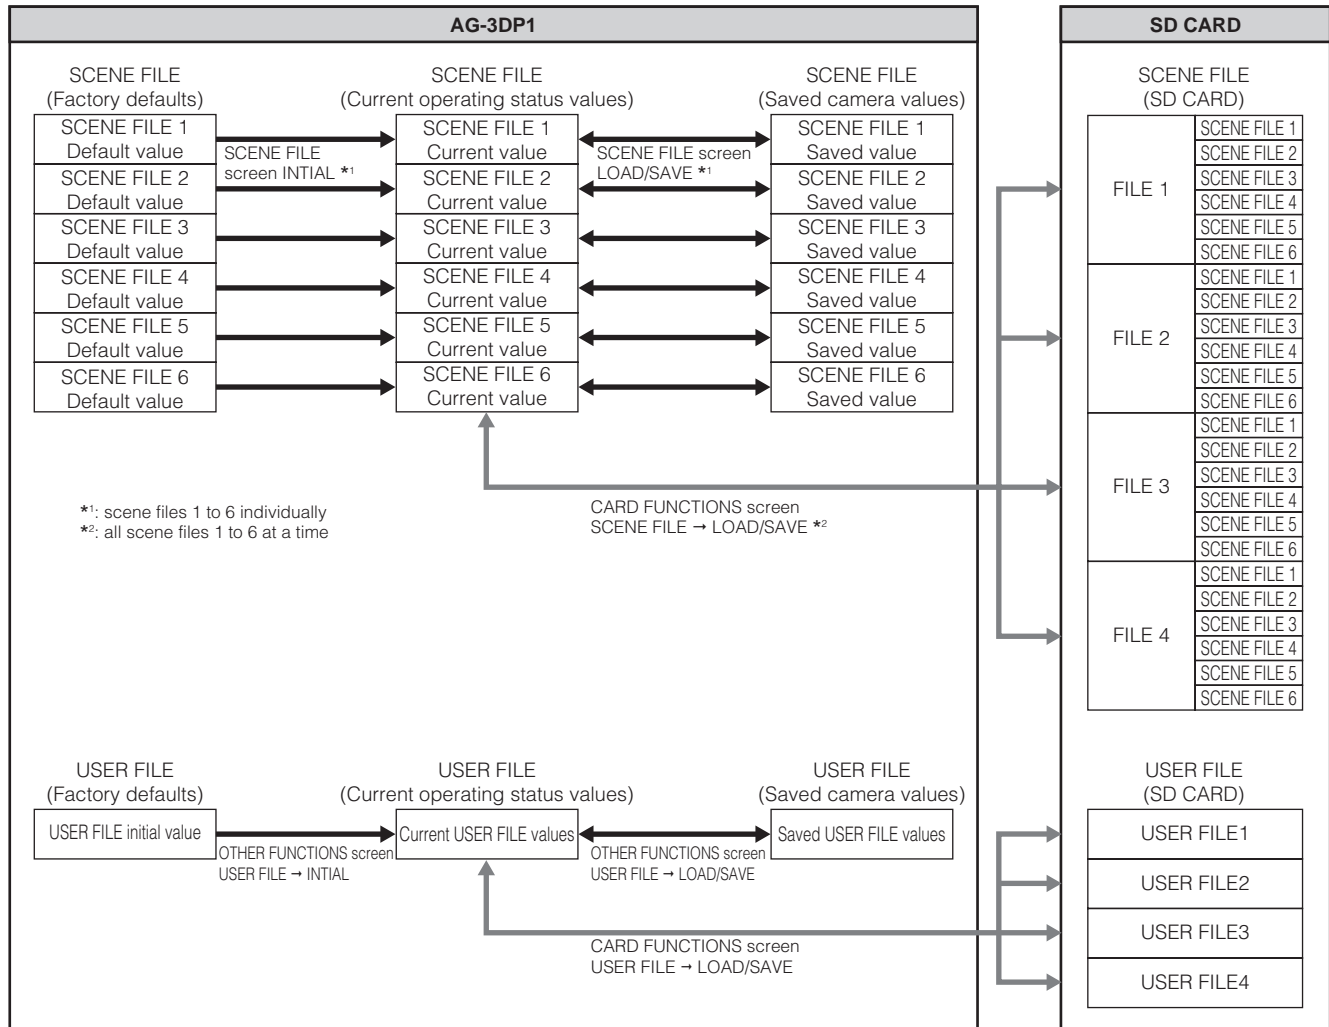 AG-3DP1
SD CARD
SCENE FILE
(Factory defaults)
SCENE FILE
(Current operating status values)
SCENE FILE
(Saved camera values)
SCENE FILE
(SD CARD)
SCENE FILE 1
Default value
SCENE FILE 2
Default value
SCENE FILE 3
Default value
SCENE FILE 4
Default value
SCENE FILE 5
Default value
SCENE FILE 6
Default value
SCENE FILE
screen INTIAL *1
SCENE FILE 1
Current value
SCENE FILE 2
Current value
SCENE FILE 3
Current value
SCENE FILE 4
Current value
SCENE FILE 5
Current value
SCENE FILE 6
Current value
SCENE FILE screen
LOAD/SAVE *1
SCENE FILE 1
Saved value
SCENE FILE 2
Saved value
SCENE FILE 3
Saved value
SCENE FILE 4
Saved value
SCENE FILE 5
Saved value
SCENE FILE 6
Saved value
FILE 1
SCENE FILE 1
SCENE FILE 2
SCENE FILE 3
SCENE FILE 4
SCENE FILE 5
SCENE FILE 6
FILE 2
SCENE FILE 1
SCENE FILE 2
SCENE FILE 3
SCENE FILE 4
SCENE FILE 5
SCENE FILE 6
FILE 3
SCENE FILE 1
SCENE FILE 2
SCENE FILE 3
SCENE FILE 4
SCENE FILE 5
SCENE FILE 6
FILE 4
SCENE FILE 1
SCENE FILE 2
SCENE FILE 3
SCENE FILE 4
SCENE FILE 5
SCENE FILE 6
*1: scene files 1 to 6 individually
*2: all scene files 1 to 6 at a time
CARD FUNCTIONS screen
SCENE FILE → LOAD/SAVE *2
USER FILE
(Factory defaults)
USER FILE
(Current operating status values)
USER FILE
(Saved camera values)
USER FILE
(SD CARD)
USER FILE initial value
OTHER FUNCTIONS screen
USER FILE → INTIAL
Current USER FILE values
OTHER FUNCTIONS screen
USER FILE → LOAD/SAVE
Saved USER FILE values
USER FILE1
USER FILE2
USER FILE3
USER FILE4
CARD FUNCTIONS screen
USER FILE → LOAD/SAVE